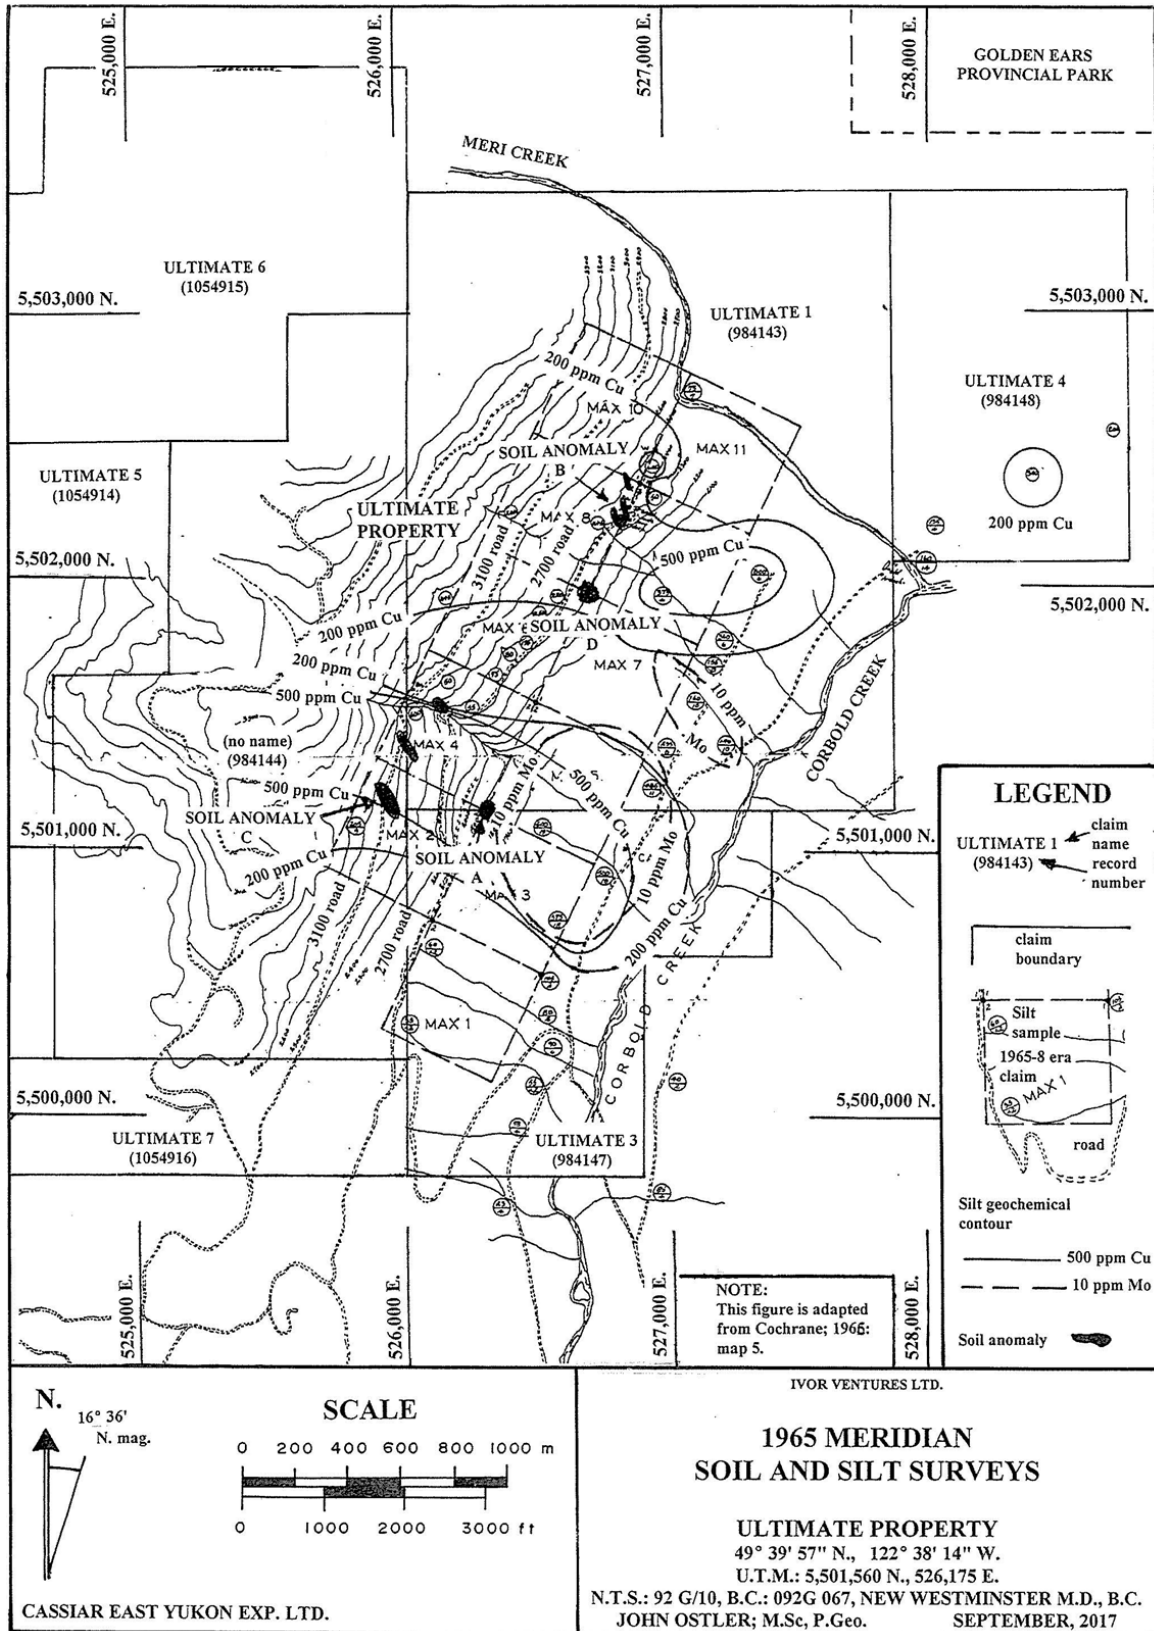 525,000 E.
526,000 E.
527,000 E.
528,000 E.
GOLDEN EARS
PROVINCIAL PARK
MERI CREEK
ULTIMATE 6
(1054915)
5,503,000 N.
5,503,000 N.
ULTIMATE 1
(984143)
200 ppm Cu
ULTIMATE 4
(984148)
MAX 10
MAX 11
SOIL ANOMALY
B
ULTIMATE 5
(1054914)
ULTIMATE
PROPERTY
MAX 8
200 ppm Cu
3100 road
2700 road
500 ppm Cu
5,502,000 N.
5,502,000 N.
200 ppm Cu
MAX 6
SOIL ANOMALY
D
MAX 7
200 ppm Cu
500 ppm Cu
10 ppm
Mo
CORBOLD CREEK
(no name)
(984144)
MAX 4
500 ppm Cu
10 ppm Mo
500 ppm Cu
SOIL ANOMALY
C
5,501,000 N.
5,501,000 N.
MAX 2
SOIL ANOMALY
A
200 ppm Cu
MAX 3
10 ppm Mo
200 ppm Cu
3100 road
2700 road
CORBOLD CREEK
MAX 1
5,500,000 N.
5,500,000 N.
ULTIMATE 7
(1054916)
ULTIMATE 3
(984147)
525,000 E.
526,000 E.
527,000 E.
528,000 E.
NOTE:
This figure is adapted
from Cochrane; 1966:
map 5.
LEGEND
ULTIMATE 1
(984143)
claim
name
record
number
claim
boundary
Silt
sample
1965-8 era
claim
MAX 1
road
Silt geochemical
contour
500 ppm Cu
10 ppm Mo
Soil anomaly
N.
16° 36'
N. mag.
SCALE
0 200 400 600 800 1000 m
0 1000 2000 3000 ft
CASSIAR EAST YUKON EXP. LTD.
IVOR VENTURES LTD.
1965 MERIDIAN
SOIL AND SILT SURVEYS
ULTIMATE PROPERTY
49° 39' 57" N., 122° 38' 14" W.
U.T.M.: 5,501,560 N., 526,175 E.
N.T.S.: 92 G/10, B.C.: 092G 067, NEW WESTMINSTER M.D., B.C.
JOHN OSTLER; M.Sc, P.Geo. SEPTEMBER, 2017